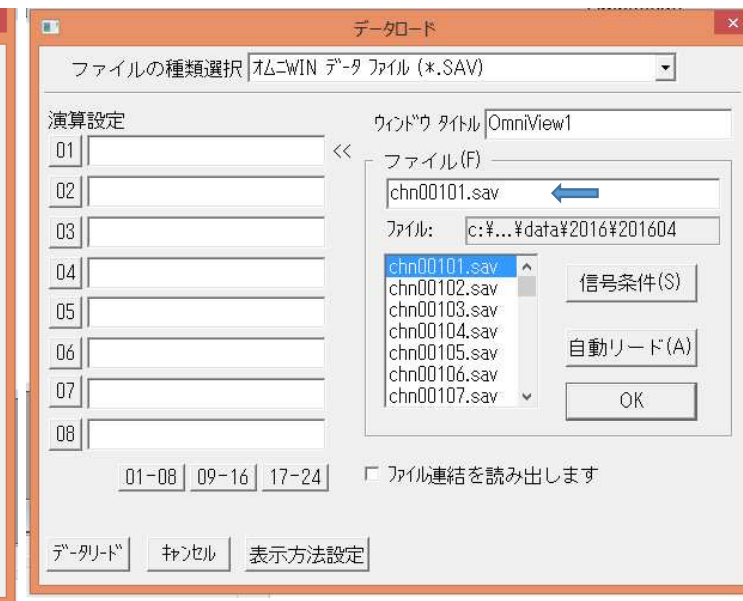 データロード
ファイルの種類選択 ｵﾑﾆWIN ﾃﾞｰﾀ ﾌｧｲﾙ (*.SAV)
演算設定
01
02
03
04
05
06
07
08
01-08 09-16 17-24
<<
ｳｨﾝﾄﾞｳ ﾀｲﾄﾙ OmniView1
ファイル(F)
chn00101.sav
ﾌｧｲﾙ: c:¥...¥data¥2016¥201604
chn00101.sav
chn00102.sav
chn00103.sav
chn00104.sav
chn00105.sav
chn00106.sav
chn00107.sav
信号条件(S)
自動リード(A)
OK
ﾌｧｲﾙ連結を読み出します
ﾃﾞｰﾀﾘｰﾄﾞ ｷｬﾝｾﾙ 表示方法設定